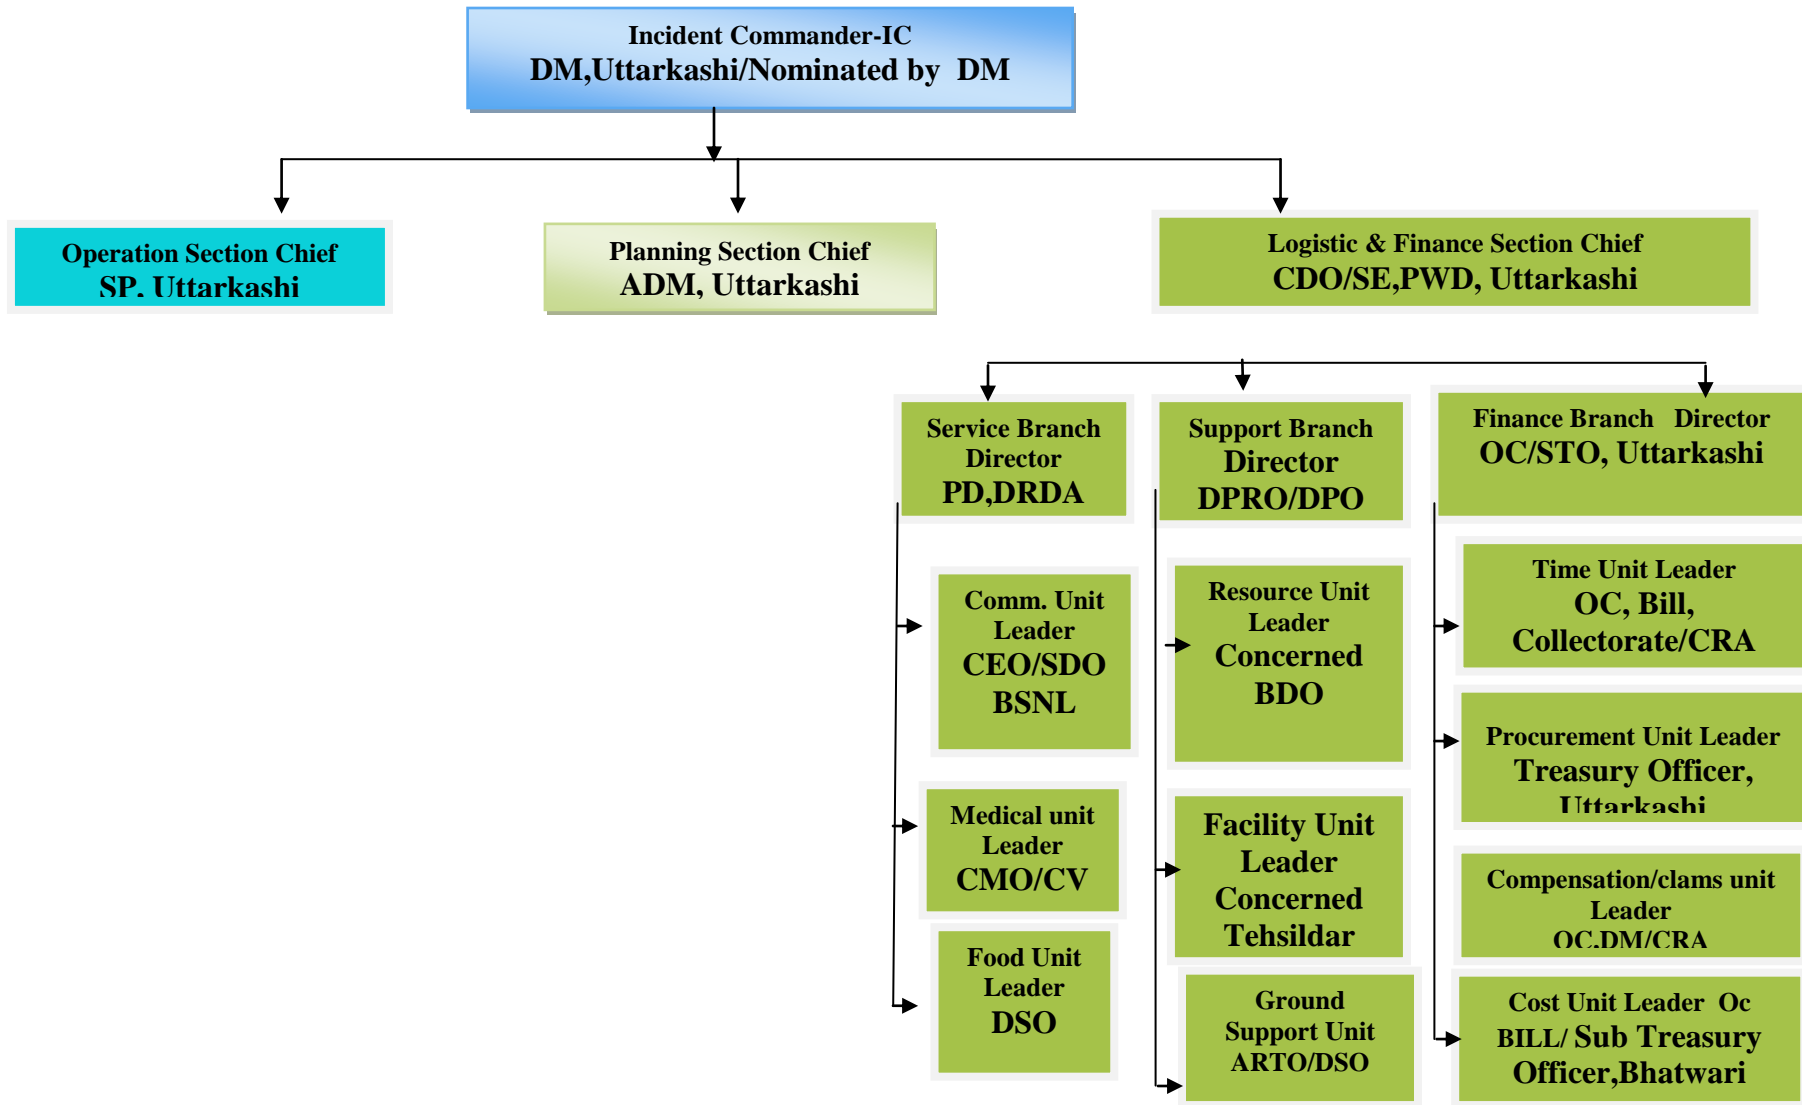 Incident Commander-IC
DM,Uttarkashi/Nominated by DM
Operation Section Chief
SP, Uttarkashi
Planning Section Chief
ADM, Uttarkashi
Logistic & Finance Section Chief
CDO/SE,PWD, Uttarkashi
Service Branch
Director
PD,DRDA
Support Branch
Director
DPRO/DPO
Finance Branch Director
OC/STO, Uttarkashi
Comm. Unit
Leader
CEO/SDO
BSNL
Resource Unit
Leader
Concerned
BDO
Time Unit Leader
OC, Bill,
Collectorate/CRA
Procurement Unit Leader
Treasury Officer,
Uttarkashi
Medical unit
Leader
CMO/CV
Facility Unit
Leader
Concerned
Tehsildar
Compensation/clams unit
Leader
OC,DM/CRA
Food Unit
Leader
DSO
Ground
Support Unit
ARTO/DSO
Cost Unit Leader Oc
BILL/ Sub Treasury
Officer,Bhatwari